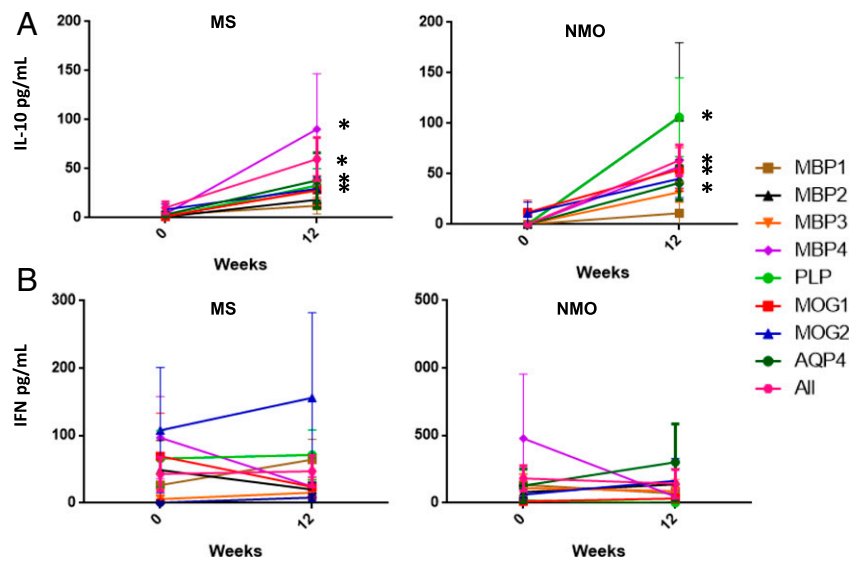 A
MS
NMO
IL-10 pg/mL
200
150
100
50
0
*
*
*
*
0
12
Weeks
200
150
100
50
0
*
*
*
*
0
12
Weeks
MBP1
MBP2
MBP3
MBP4
PLP
MOG1
MOG2
AQP4
All
B
MS
NMO
IFN pg/mL
300
200
100
0
0
12
Weeks
500
000
500
0
0
12
Weeks